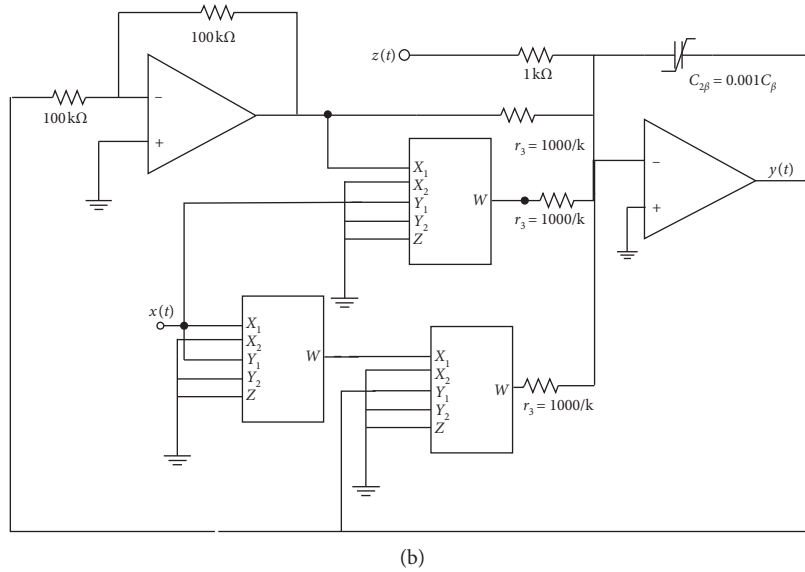 100 kΩ
z(t)
1 kΩ
C2β = 0.001Cβ
100 kΩ
−
+
r3 = 1000/k
−
+
y(t)
X1
X2
Y1
Y2
Z
W
r3 = 1000/k
x(t)
X1
X2
Y1
Y2
Z
W
X1
X2
Y1
Y2
Z
W
r3 = 1000/k
(b)